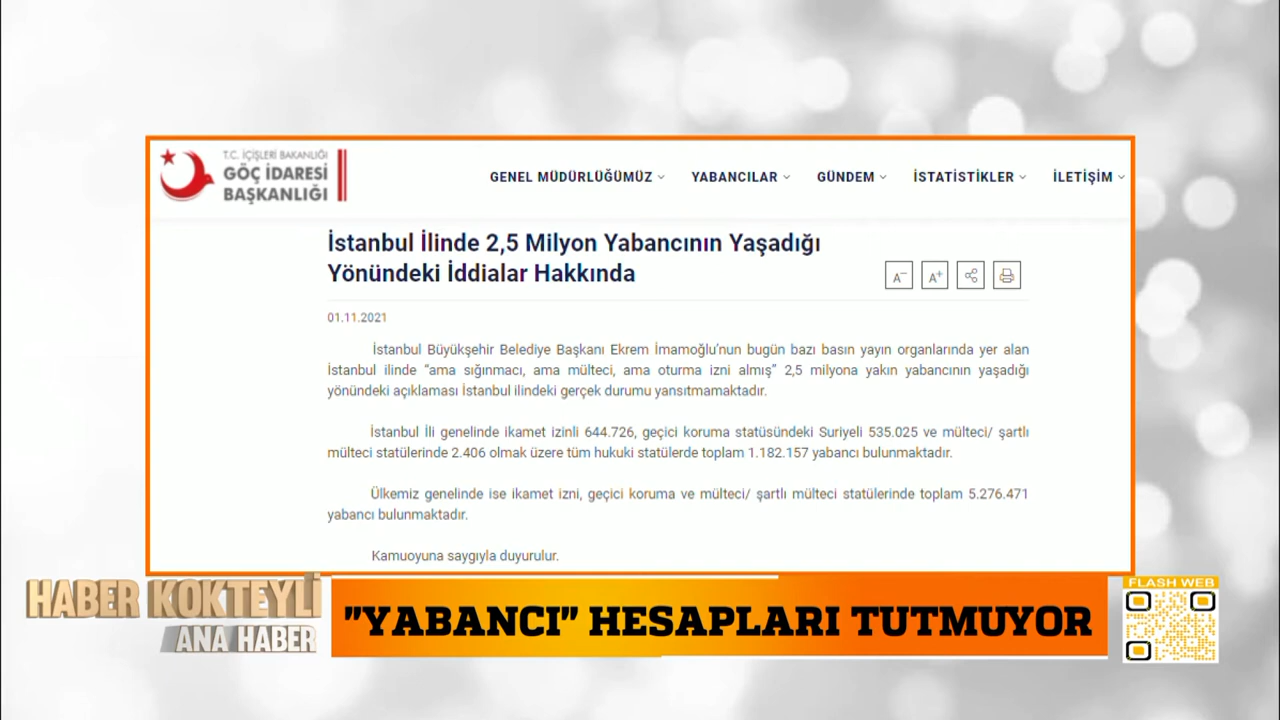 T.C. İÇİŞLERİ BAKANLIĞI
GÖÇ İDARESİ
BAŞKANLIĞI
GENEL MÜDÜRLÜĞÜMÜZ YABANCILAR GÜNDEM İSTATİSTİKLER İLETİŞİM
İstanbul İlinde 2,5 Milyon Yabancının Yaşadığı
Yönündeki İddialar Hakkında
A⁻ A⁺
01.11.2021
İstanbul Büyükşehir Belediye Başkanı Ekrem İmamoğlu’nun bugün bazı basın yayın organlarında yer alan
İstanbul ilinde “ama sığınmacı, ama mülteci, ama oturma izni almış” 2,5 milyona yakın yabancının yaşadığı
yönündeki açıklaması İstanbul ilindeki gerçek durumu yansıtmamaktadır.
İstanbul İli genelinde ikamet izinli 644.726, geçici koruma statüsündeki Suriyeli 535.025 ve mülteci/ şartlı
mülteci statülerinde 2.406 olmak üzere tüm hukuki statülerde toplam 1.182.157 yabancı bulunmaktadır.
Ülkemiz genelinde ise ikamet izni, geçici koruma ve mülteci/ şartlı mülteci statülerinde toplam 5.276.471
yabancı bulunmaktadır.
Kamuoyuna saygıyla duyurulur.
HABER KOKTEYLİ
ANA HABER
"YABANCI" HESAPLARI TUTMUYOR
FLASH WEB